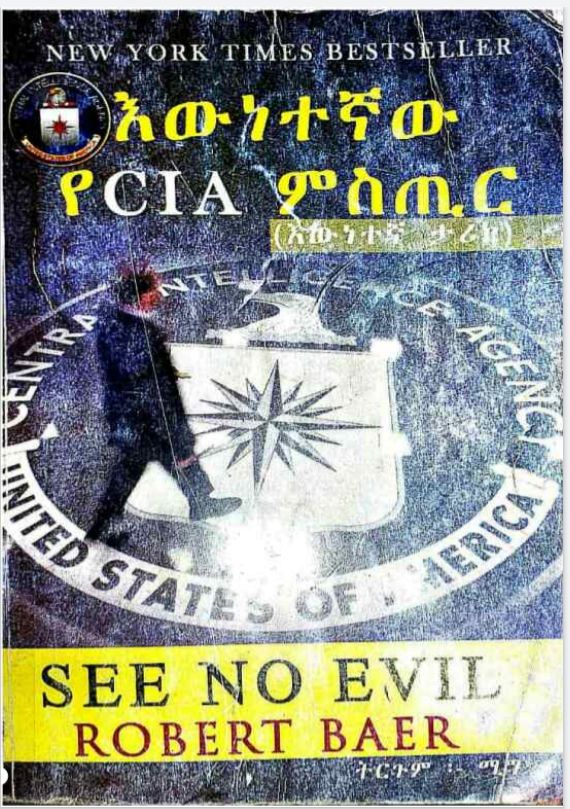 NEW YORK TIMES BESTSELLER
እውነተኛው
የCIA ምስጢር
(እውነተኛ ታሪክ)
CENTRAL INTELLIGENCE AGENCY
UNITED STATES OF AMERICA
SEE NO EVIL
ROBERT BAER
ትርጉም ፡-